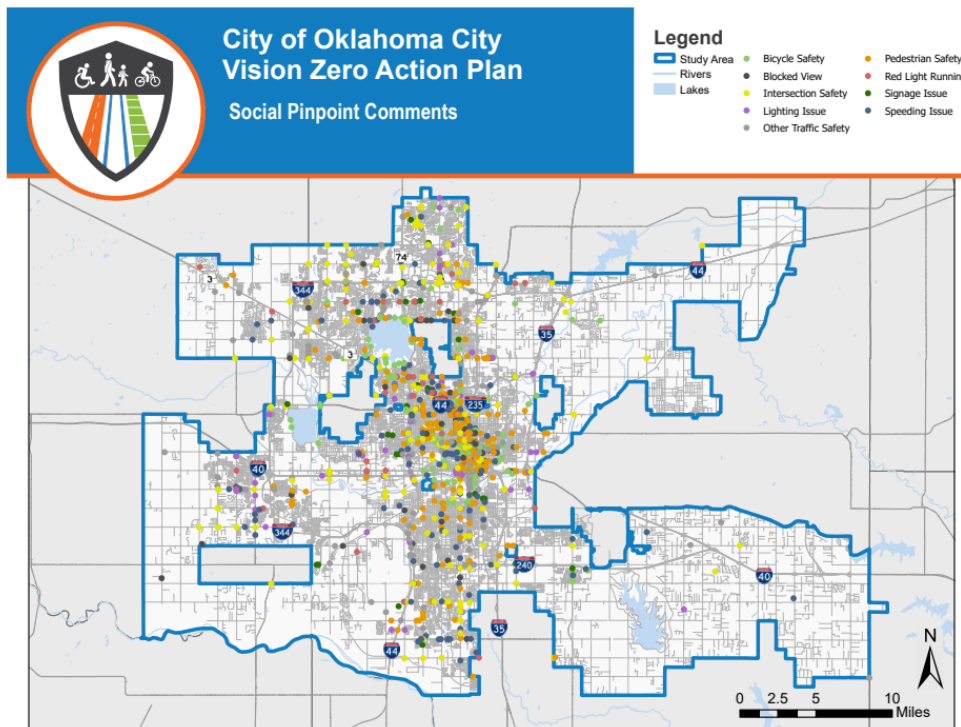 City of Oklahoma City
Vision Zero Action Plan
Social Pinpoint Comments
Legend
Study Area
Rivers
Lakes
Bicycle Safety
Blocked View
Intersection Safety
Lighting Issue
Other Traffic Safety
Pedestrian Safety
Red Light Runnin
Signage Issue
Speeding Issue
74
44
3
344
35
3
44
235
40
344
240
40
35
44
N
0 2.5 5 10
Miles